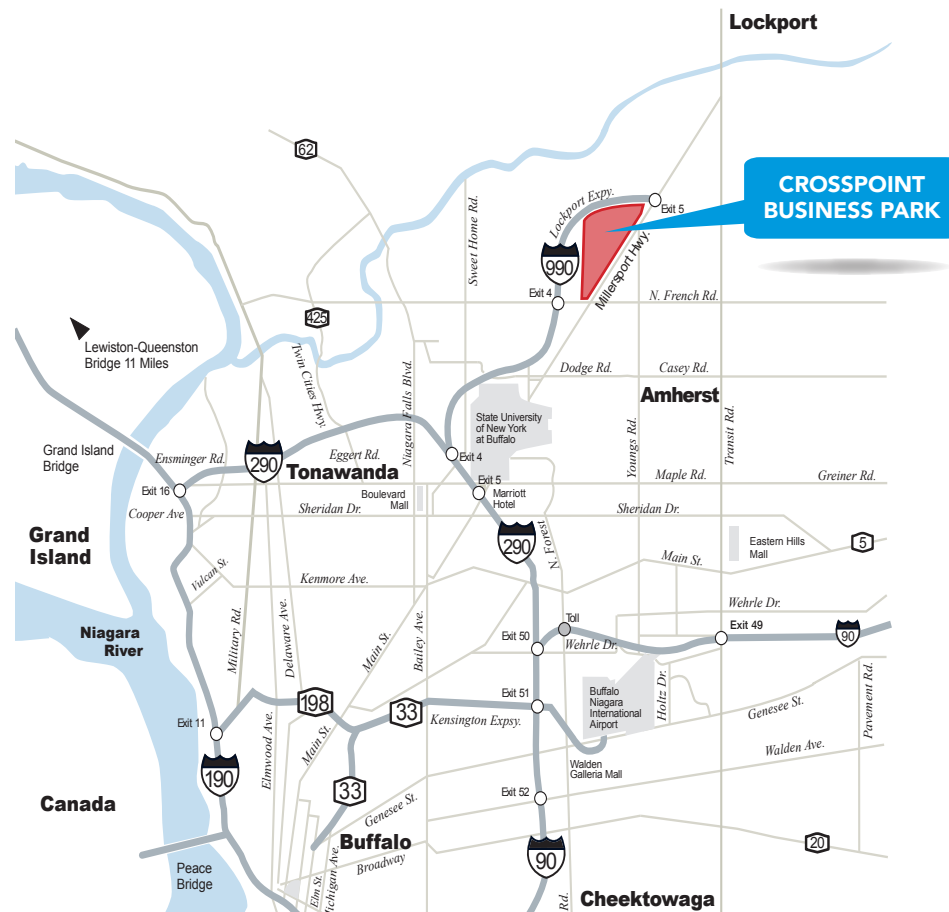 Lockport
62
CROSSPOINT
BUSINESS PARK
Sweet Home Rd.
Lockport Expy.
Exit 5
990
Millersport Hwy.
Exit 4
N. French Rd.
425
Lewiston-Queenston
Bridge 11 Miles
Twin Cities Hwy.
Niagara Falls Blvd.
Dodge Rd.
Casey Rd.
Amherst
State University
of New York
at Buffalo
Youngs Rd.
Transit Rd.
Grand Island
Bridge
Ensminger Rd.
290
Eggert Rd.
Exit 4
Tonawanda
Maple Rd.
Greiner Rd.
Exit 16
Boulevard
Mall
Exit 5
Marriott
Hotel
Cooper Ave
Sheridan Dr.
Sheridan Dr.
Grand
Island
290
N. Forest
Eastern Hills
Mall
5
Main St.
Vulcan St.
Kenmore Ave.
Wehrle Dr.
Niagara
River
Military Rd.
Delaware Ave.
Main St.
Bailey Ave.
Toll
Exit 50
Wehrle Dr.
Exit 49
90
Exit 51
Buffalo
Niagara
International
Airport
Holtz Dr.
Pavement Rd.
198
33
Kensington Expsy.
Genesee St.
Exit 11
Elmwood Ave.
Main St.
Walden Ave.
Walden
Galleria Mall
190
33
Exit 52
Canada
Genesee St.
Buffalo
Broadway
20
90
Peace
Bridge
Elm St.
Michigan Ave.
Rd.
Cheektowaga